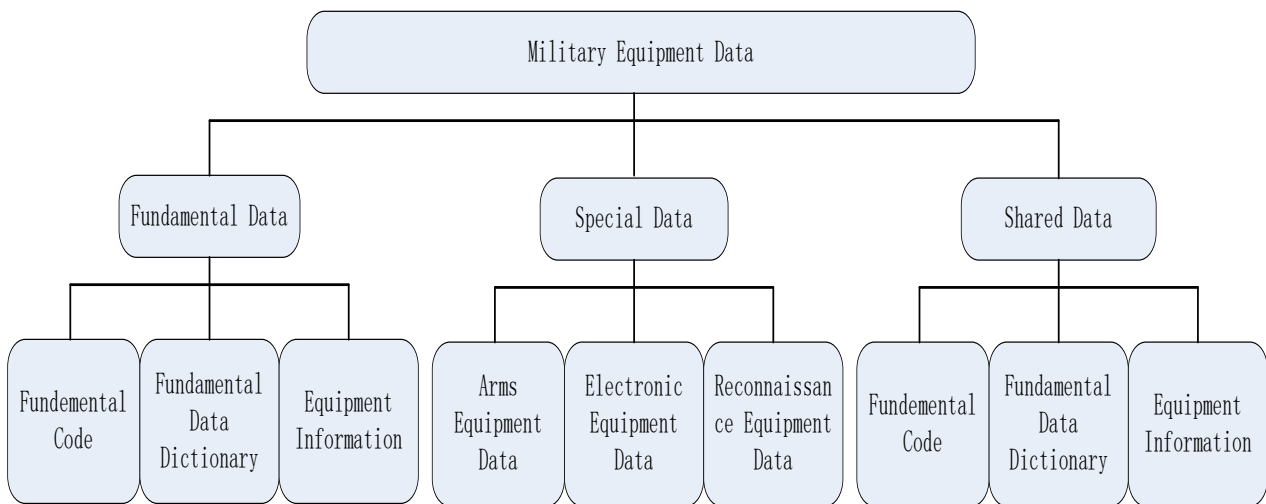 Military Equipment Data
Fundamental Data
Special Data
Shared Data
Fundemental
Code
Fundamental
Data
Dictionary
Equipment
Information
Arms
Equipment
Data
Electronic
Equipment
Data
Reconnaissan
ce Equipment
Data
Fundemental
Code
Fundamental
Data
Dictionary
Equipment
Information